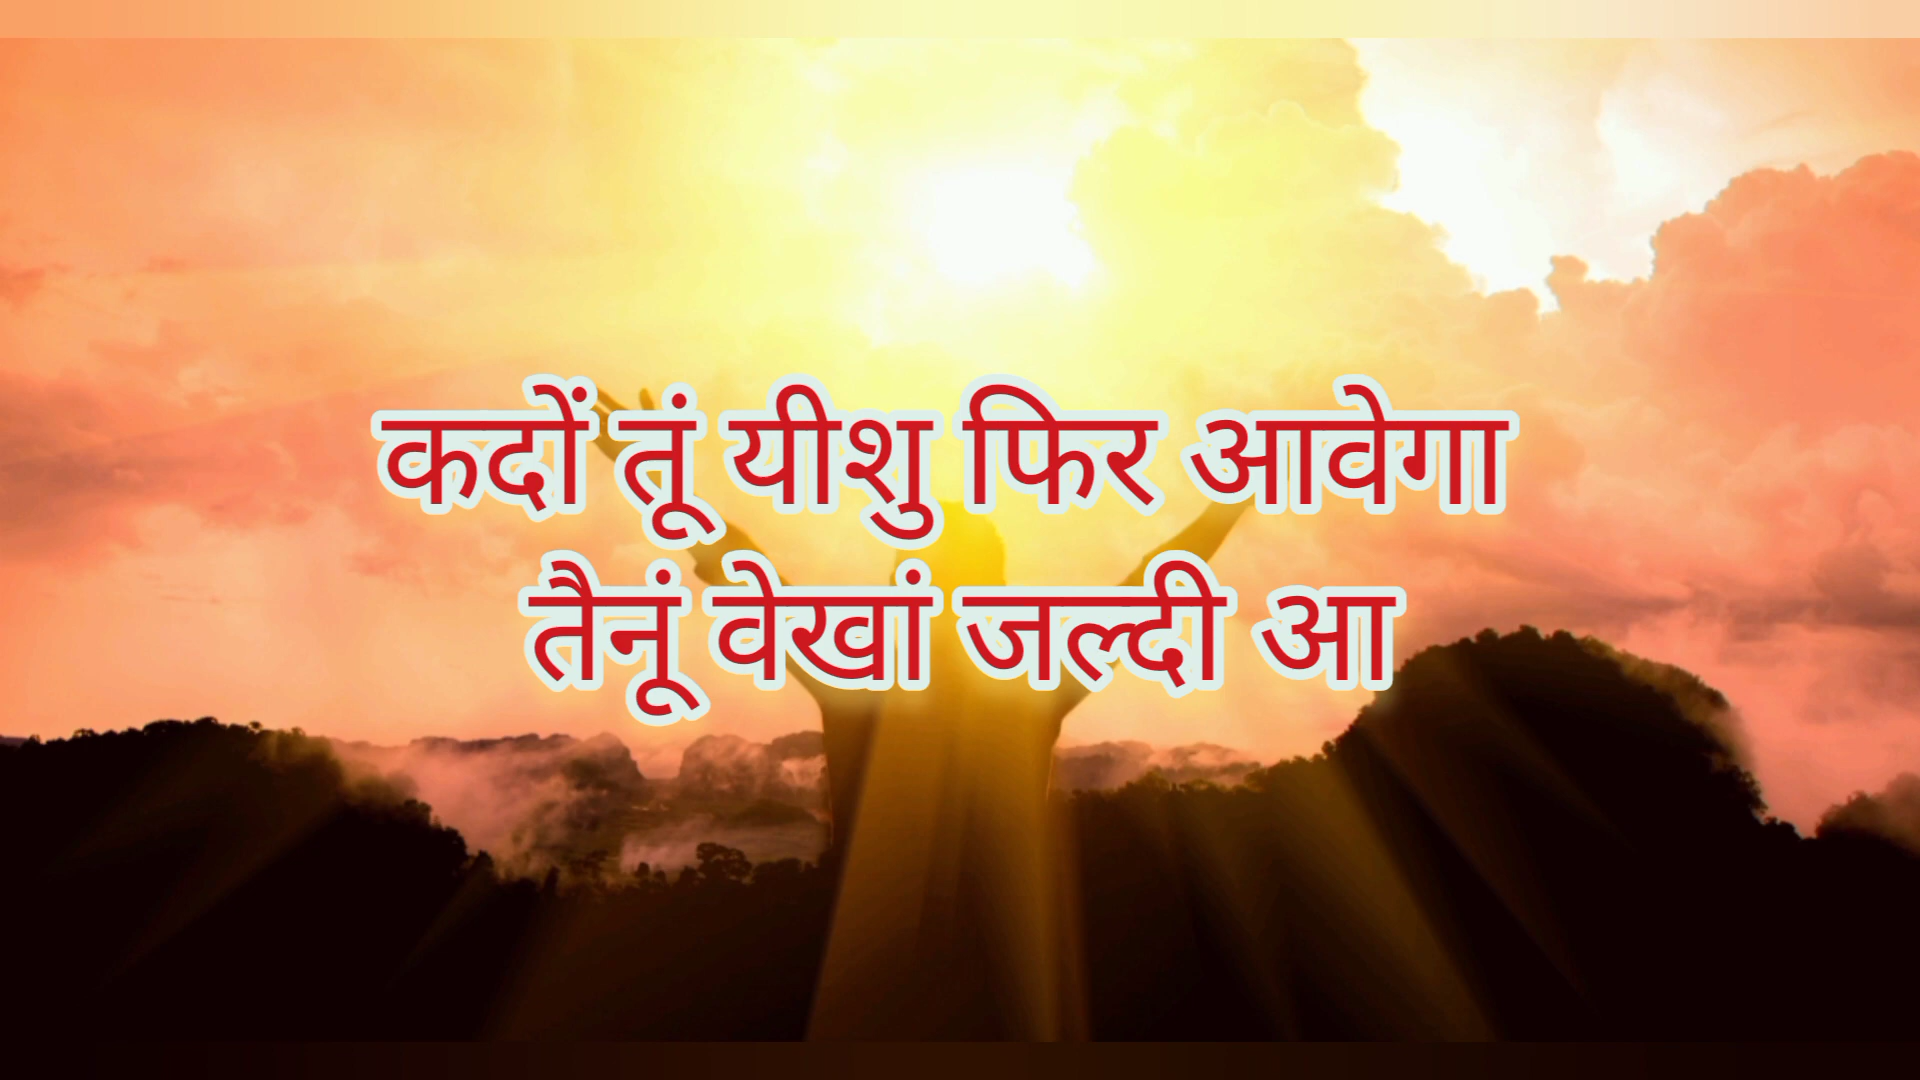 कदों तूं यीशु फिर आवेगा
तैनूं वेखां जल्दी आ